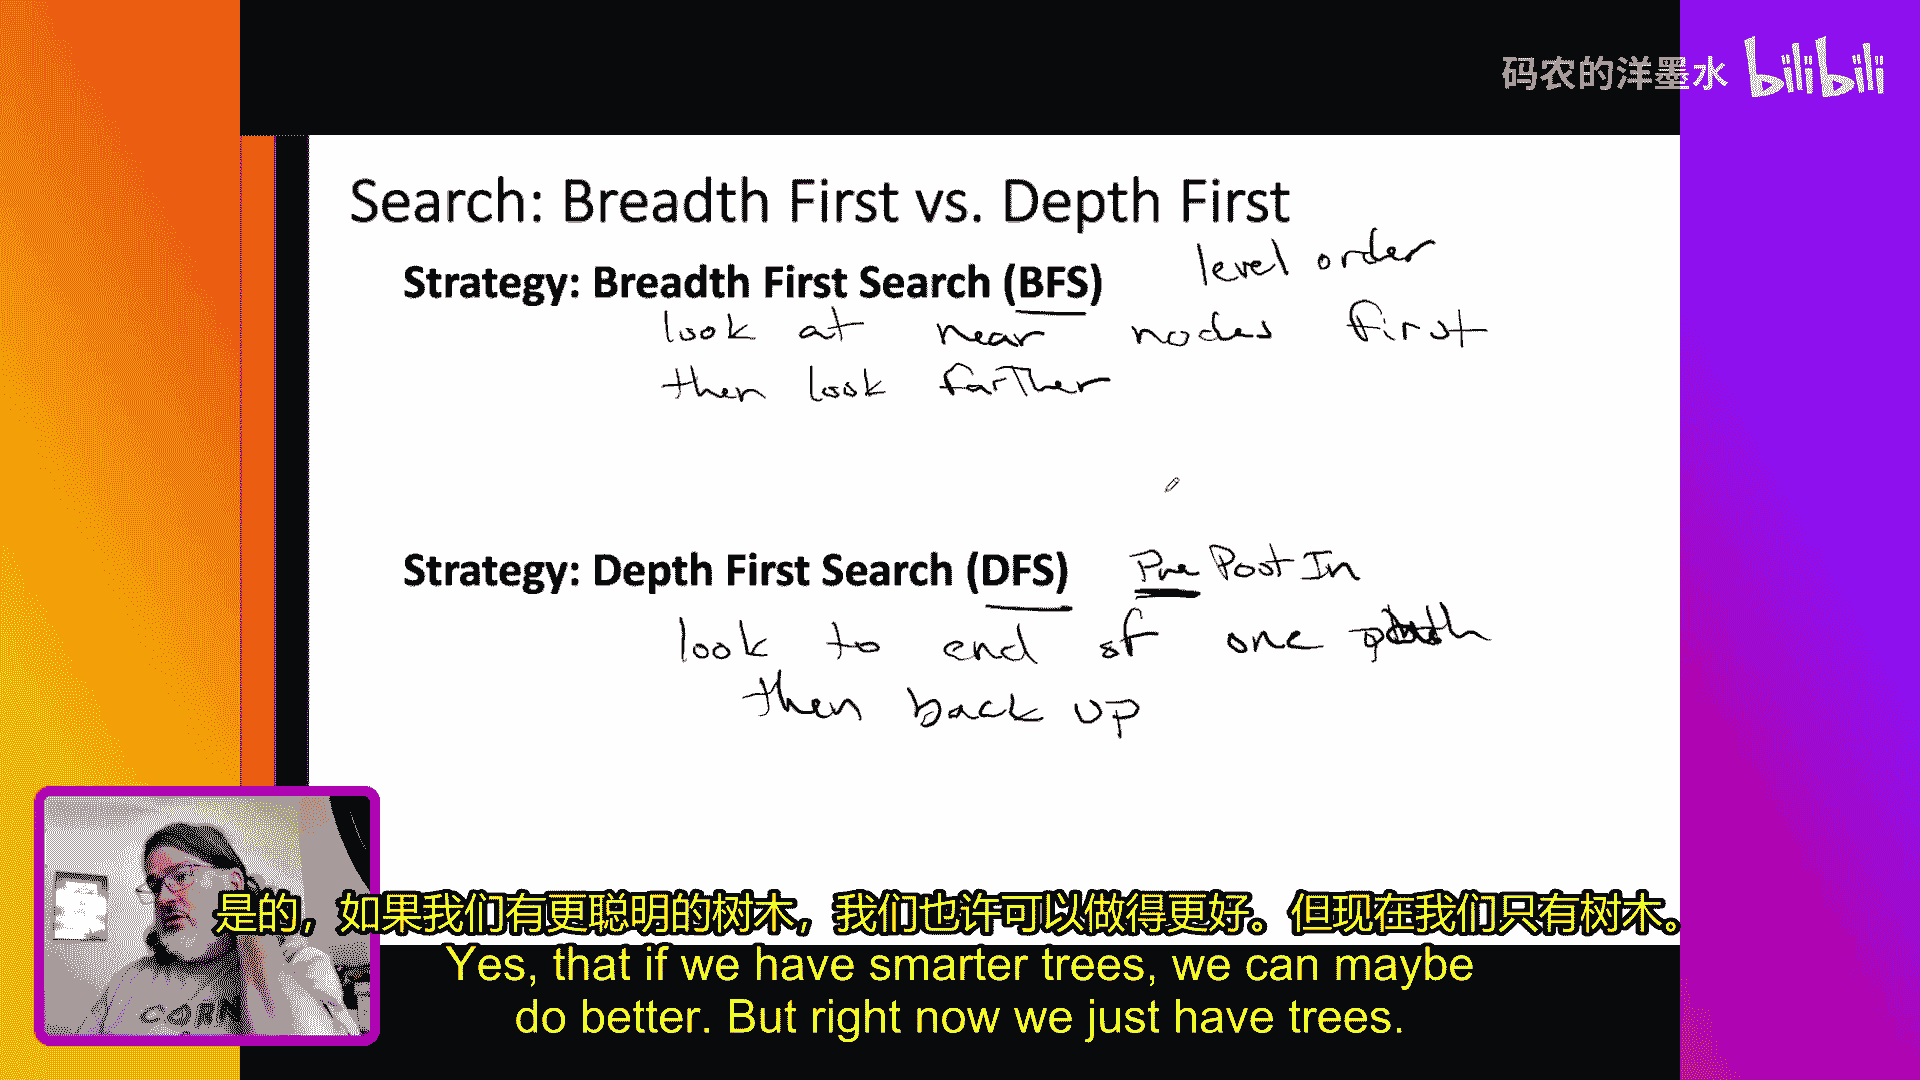 码农的洋墨水 bilibili
Search: Breadth First vs. Depth First
level order
Strategy: Breadth First Search (BFS)
look at near nodes first
then look farther
Strategy: Depth First Search (DFS) Pre Post In
look to end of one path
then back up
CORN
是的，如果我们有更聪明的树木，我们也许可以做得更好。但现在我们只有树木。
Yes, that if we have smarter trees, we can maybe
do better. But right now we just have trees.